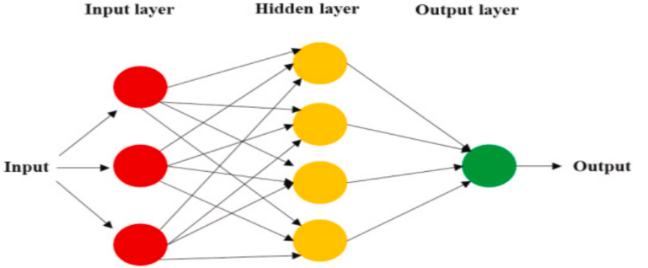 Input layer
Hidden layer
Output layer
Input
Output